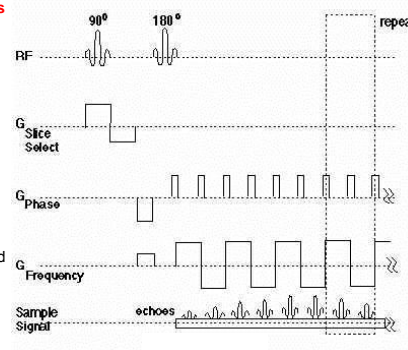 s
90° 180°
repea
RF
G Slice Select
G Phase
d
G Frequency
echoes
Sample Signal